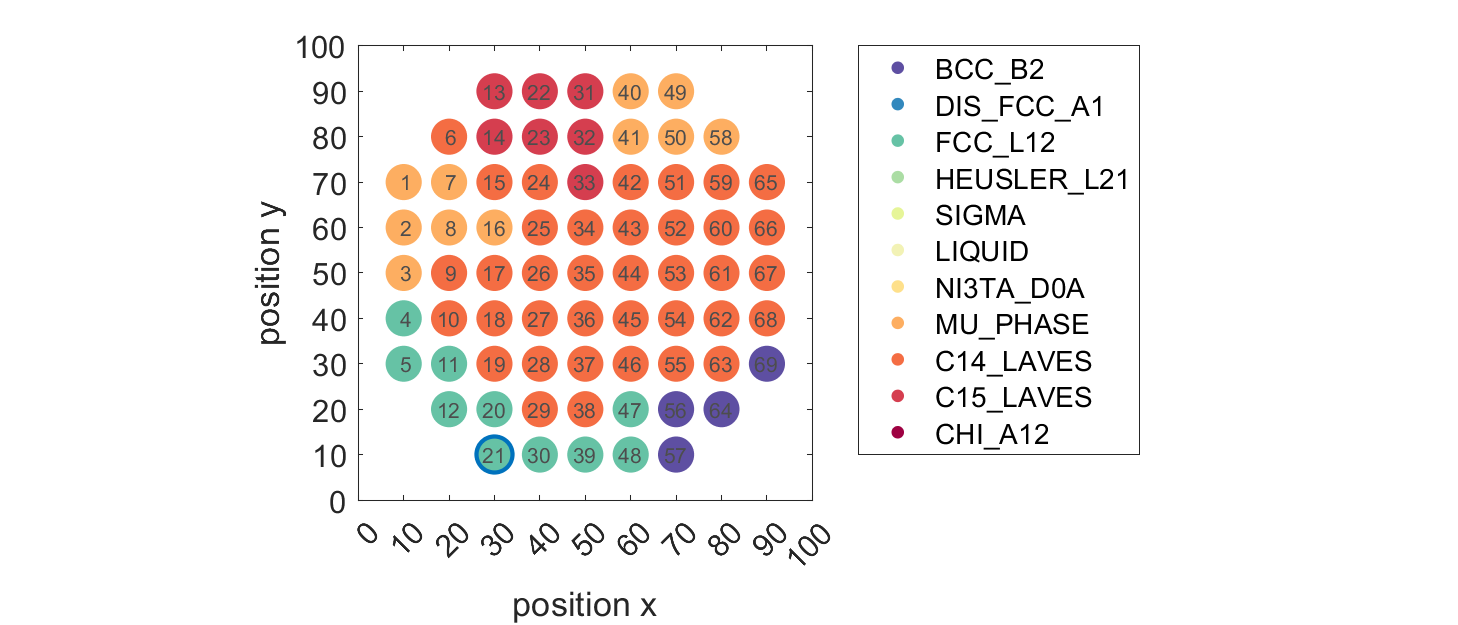 100
90 13 22 31 40 49
80 6 14 23 32 41 50 58
70 1 7 15 24 33 42 51 59 65
60 2 8 16 25 34 43 52 60 66
50 3 9 17 26 35 44 53 61 67
40 4 10 18 27 36 45 54 62 68
30 5 11 19 28 37 46 55 63 69
20 12 20 29 38 47 56 64
10 21 30 39 48 57
0
0 10 20 30 40 50 60 70 80 90 100
position x
position y
BCC_B2
DIS_FCC_A1
FCC_L12
HEUSLER_L21
SIGMA
LIQUID
NI3TA_D0A
MU_PHASE
C14_LAVES
C15_LAVES
CHI_A12